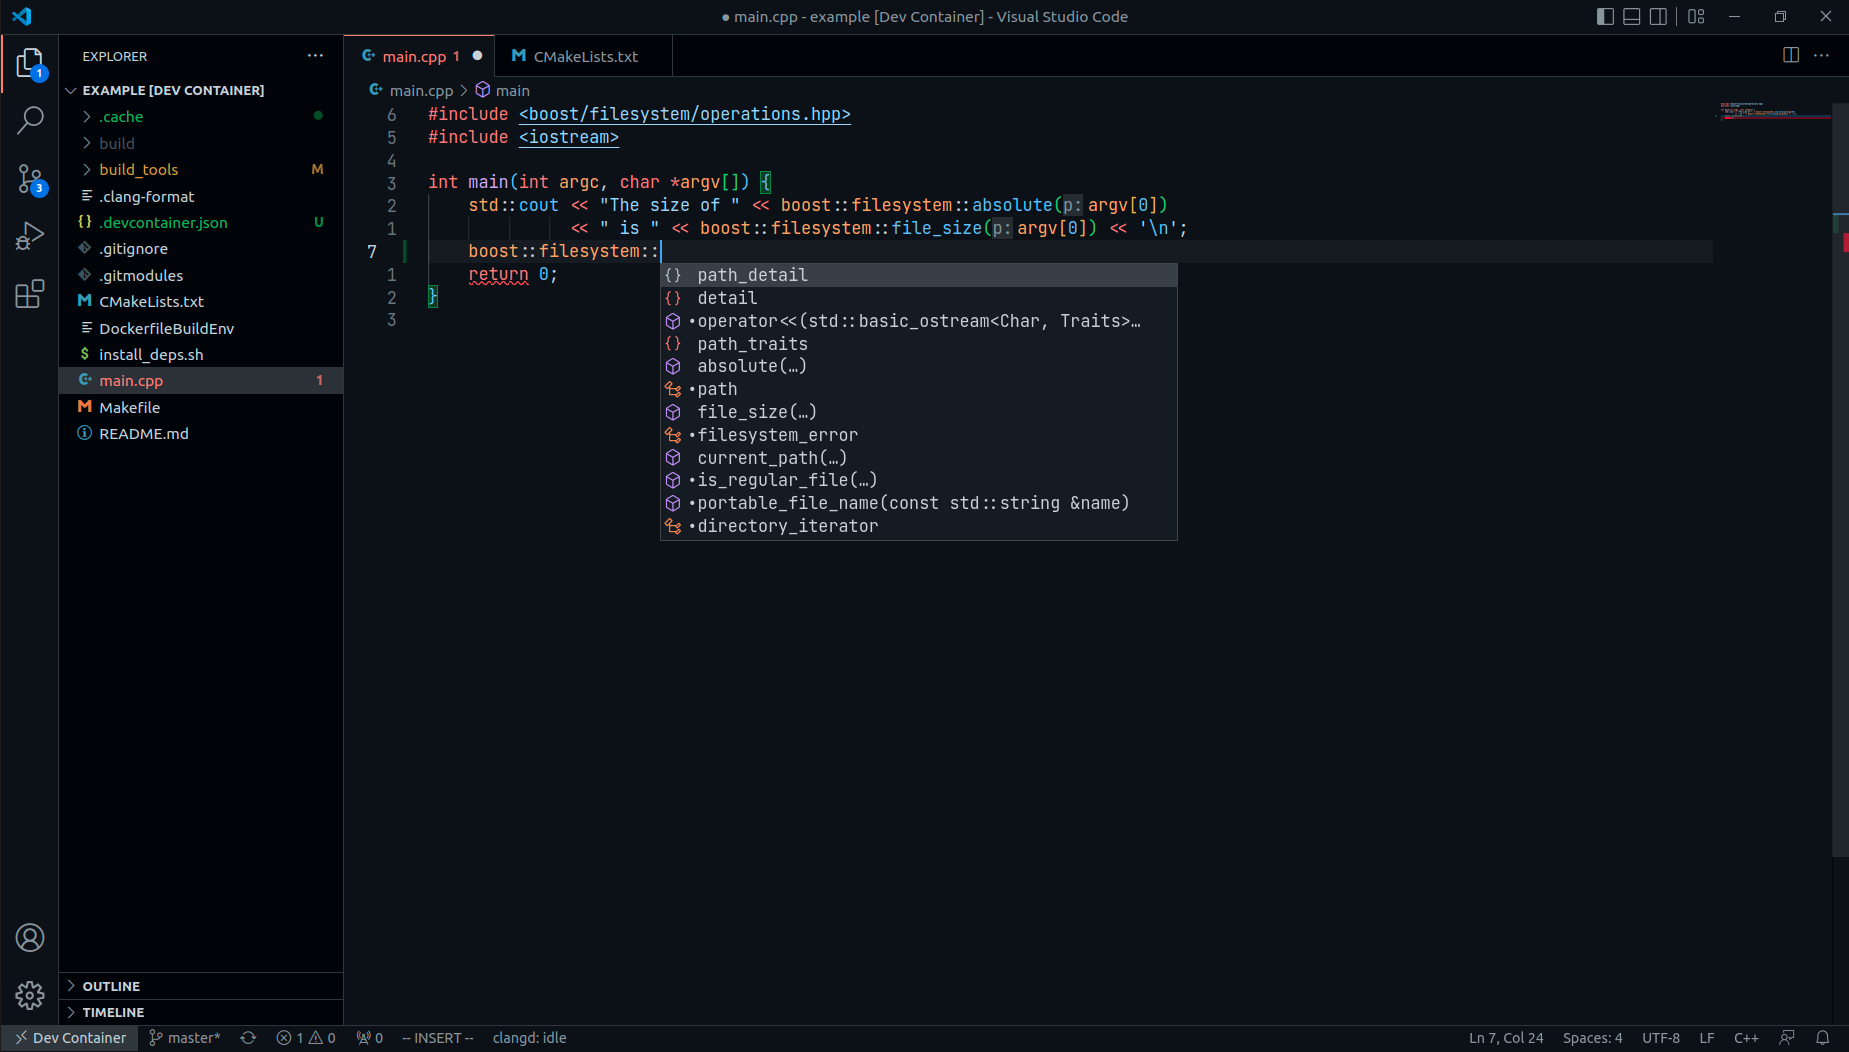 ● main.cpp - example [Dev Container] - Visual Studio Code
EXPLORER
EXAMPLE [DEV CONTAINER]
.cache
build
build_tools M
.clang-format
{} .devcontainer.json U
.gitignore
.gitmodules
M CMakeLists.txt
DockerfileBuildEnv
$ install_deps.sh
main.cpp 1
M Makefile
README.md
OUTLINE
TIMELINE
1
3
main.cpp 1 ●
M CMakeLists.txt
main.cpp > main
6 #include <boost/filesystem/operations.hpp>
5 #include <iostream>
4
3 int main(int argc, char *argv[]) {
2 std::cout << "The size of " << boost::filesystem::absolute(p: argv[0])
1 << " is " << boost::filesystem::file_size(p: argv[0]) << '\n';
7 boost::filesystem::
1 return 0;
2 }
3
{} path_detail
{} detail
•operator<<(std::basic_ostream<Char, Traits>…
{} path_traits
absolute(…)
•path
file_size(…)
•filesystem_error
current_path(…)
•is_regular_file(…)
•portable_file_name(const std::string &name)
•directory_iterator
Dev Container master* 1 0 0 -- INSERT -- clangd: idle Ln 7, Col 24 Spaces: 4 UTF-8 LF C++